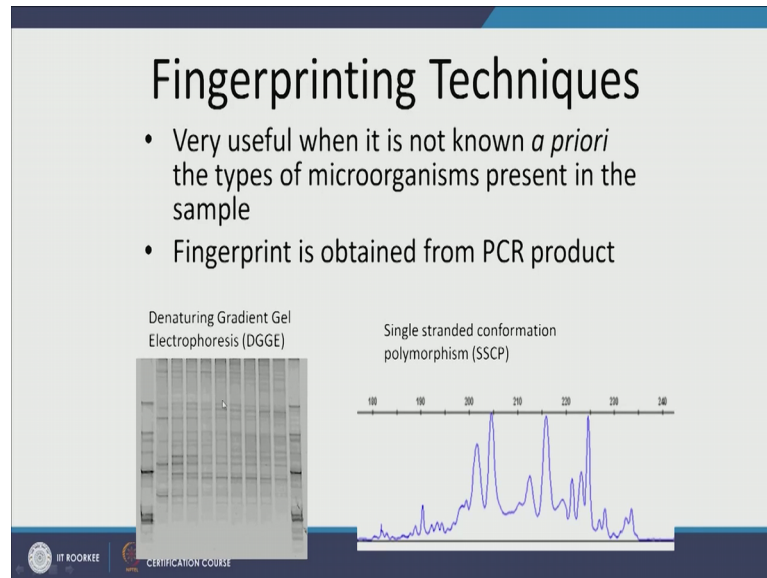 Fingerprinting Techniques
• Very useful when it is not known a priori
the types of microorganisms present in the
sample
• Fingerprint is obtained from PCR product
Denaturing Gradient Gel
Electrophoresis (DGGE)
Single stranded conformation
polymorphism (SSCP)
190 200 210 220 230 240
IIT ROORKEE
CERTIFICATION COURSE